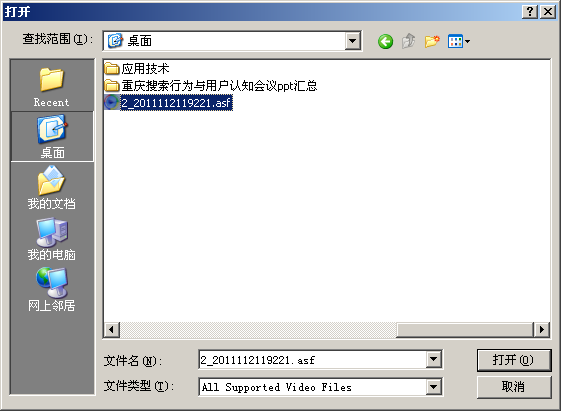 打开
查找范围(I):
桌面
Recent
桌面
我的文档
我的电脑
网上邻居
应用技术
重庆搜索行为与用户认知会议ppt汇总
2_2011112119221.asf
文件名(N):
2_2011112119221.asf
打开(O)
文件类型(T):
All Supported Video Files
取消